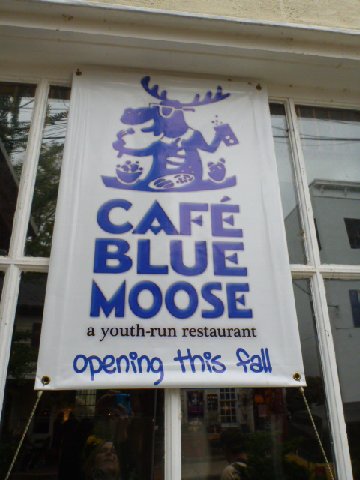 CAFÉ
BLUE
MOOSE
a youth-run restaurant
opening this fall